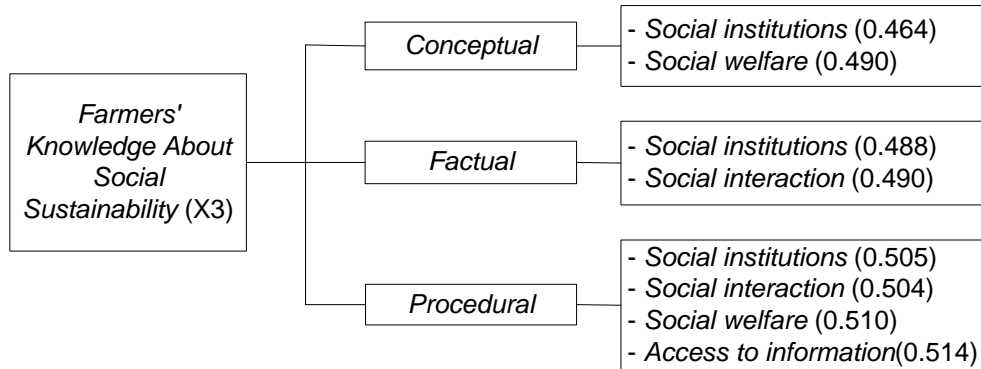 Farmers'
Knowledge About
Social
Sustainability (X3)
Conceptual
- Social institutions (0.464)
- Social welfare (0.490)
Factual
- Social institutions (0.488)
- Social interaction (0.490)
Procedural
- Social institutions (0.505)
- Social interaction (0.504)
- Social welfare (0.510)
- Access to information(0.514)